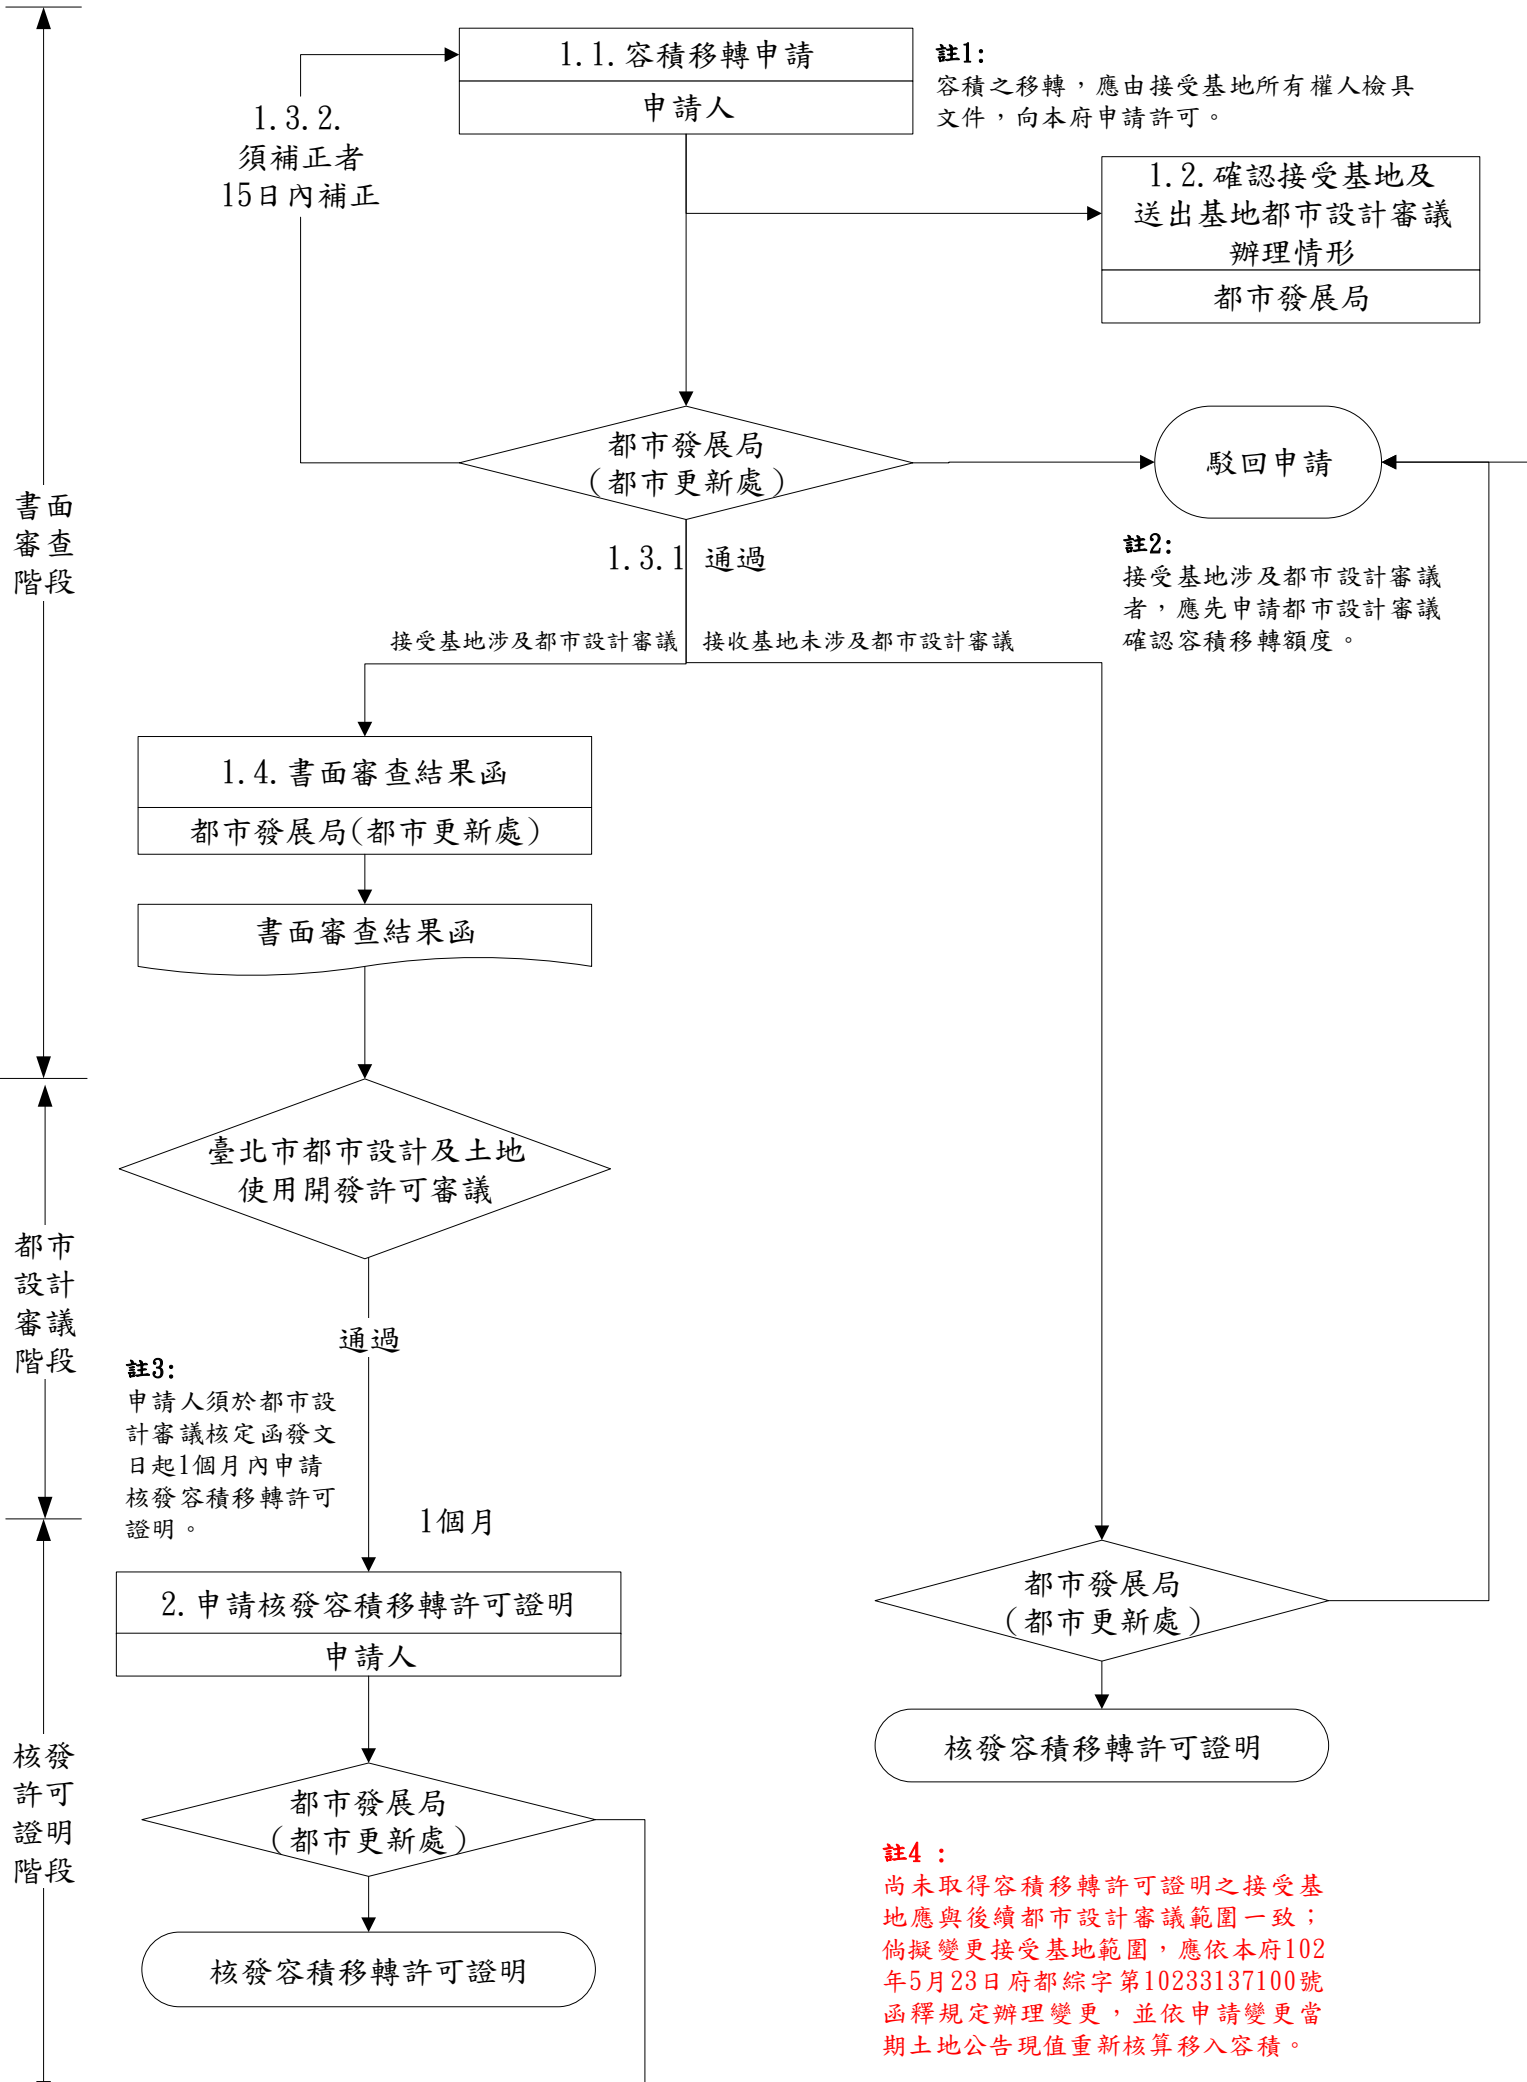 1.1.容積移轉申請
申請人
註1:
容積之移轉，應由接受基地所有權人檢具
文件，向本府申請許可。
1.3.2.
須補正者
15日內補正
1.2.確認接受基地及
送出基地都市設計審議
辦理情形
都市發展局
都市發展局
(都市更新處)
駁回申請
書面
審查
階段
1.3.1 通過
註2:
接受基地涉及都市設計審議
者，應先申請都市設計審議
確認容積移轉額度。
接受基地涉及都市設計審議
接收基地未涉及都市設計審議
1.4.書面審查結果函
都市發展局(都市更新處)
書面審查結果函
臺北市都市設計及土地
使用開發許可審議
都市
設計
審議
階段
通過
註3:
申請人須於都市設
計審議核定函發文
日起1個月內申請
核發容積移轉許可
證明。
1個月
2.申請核發容積移轉許可證明
申請人
都市發展局
(都市更新處)
核發容積移轉許可證明
核發
許可
證明
階段
都市發展局
(都市更新處)
核發容積移轉許可證明
註4 :
尚未取得容積移轉許可證明之接受基
地應與後續都市設計審議範圍一致；
倘擬變更接受基地範圍，應依本府102
年5月23日府都綜字第10233137100號
函釋規定辦理變更，並依申請變更當
期土地公告現值重新核算移入容積。